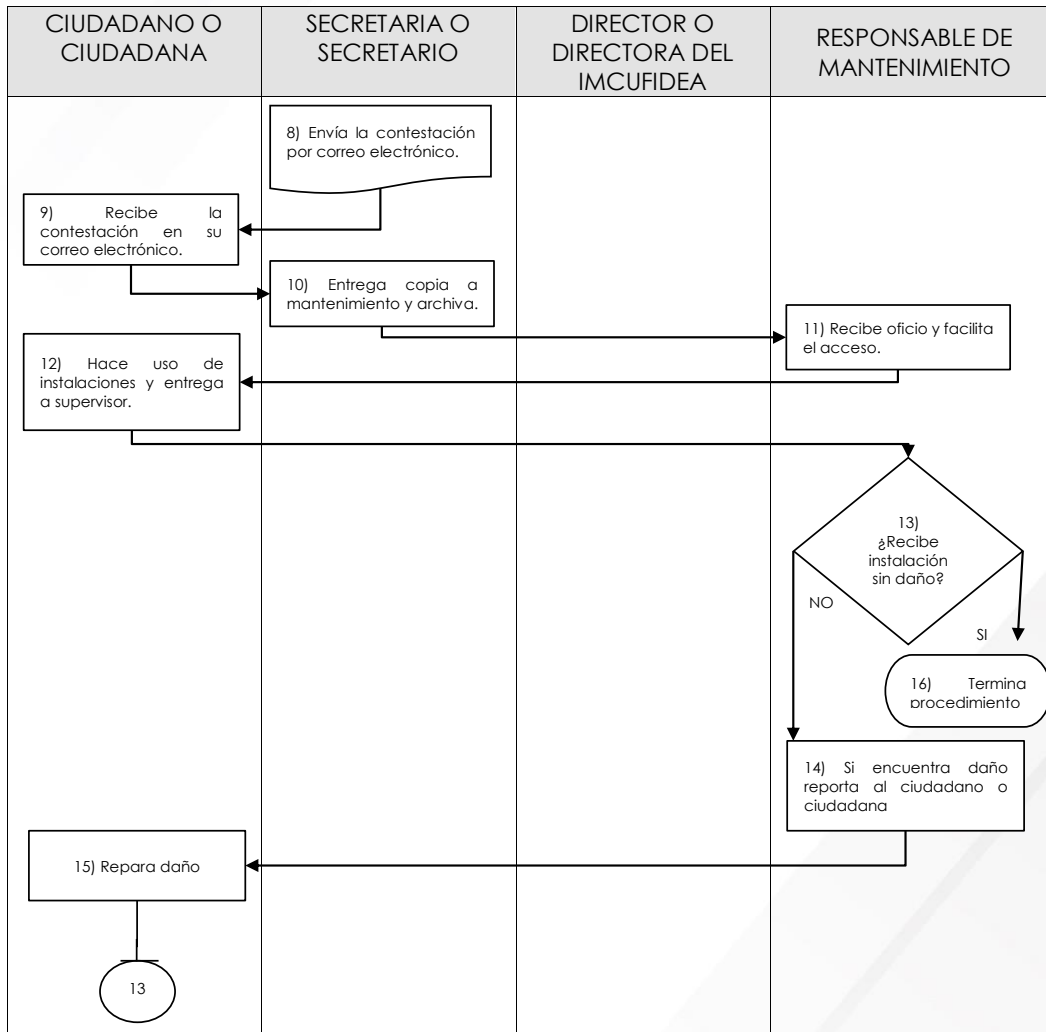 CIUDADANO O
CIUDADANA
SECRETARIA O
SECRETARIO
DIRECTOR O
DIRECTORA DEL
IMCUFIDEA
RESPONSABLE DE
MANTENIMIENTO
8) Envía la contestación
por correo electrónico.
9) Recibe la
contestación en su
correo electrónico.
10) Entrega copia a
mantenimiento y archiva.
11) Recibe oficio y facilita
el acceso.
12) Hace uso de
instalaciones y entrega
a supervisor.
13)
¿Recibe
instalación
sin daño?
NO
SI
16) Termina
procedimiento
14) Si encuentra daño
reporta al ciudadano o
ciudadana
15) Repara daño
13